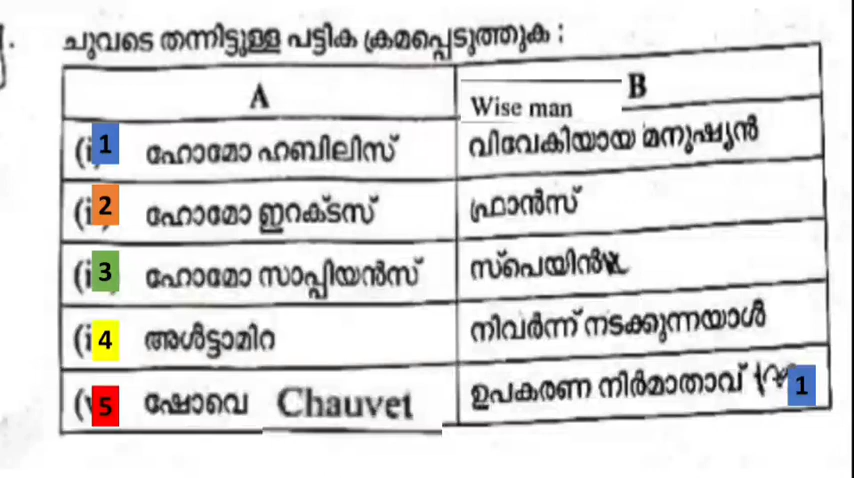 ചുവടെ തന്നിട്ടുള്ള പട്ടിക ക്രമപ്പെടുത്തുക :
A B
Wise man
1 ഹോമോ ഹബിലിസ് വിവേകിയായ മനുഷ്യൻ
2 ഹോമോ ഇറക്ടസ് ഫ്രാൻസ്
3 ഹോമോ സാപ്പിയൻസ് സ്പെയിൻ
4 അൾട്ടാമിറ നിവർന്ന് നടക്കുന്നയാൾ
5 ഷോവെ Chauvet ഉപകരണ നിർമാതാവ് 1